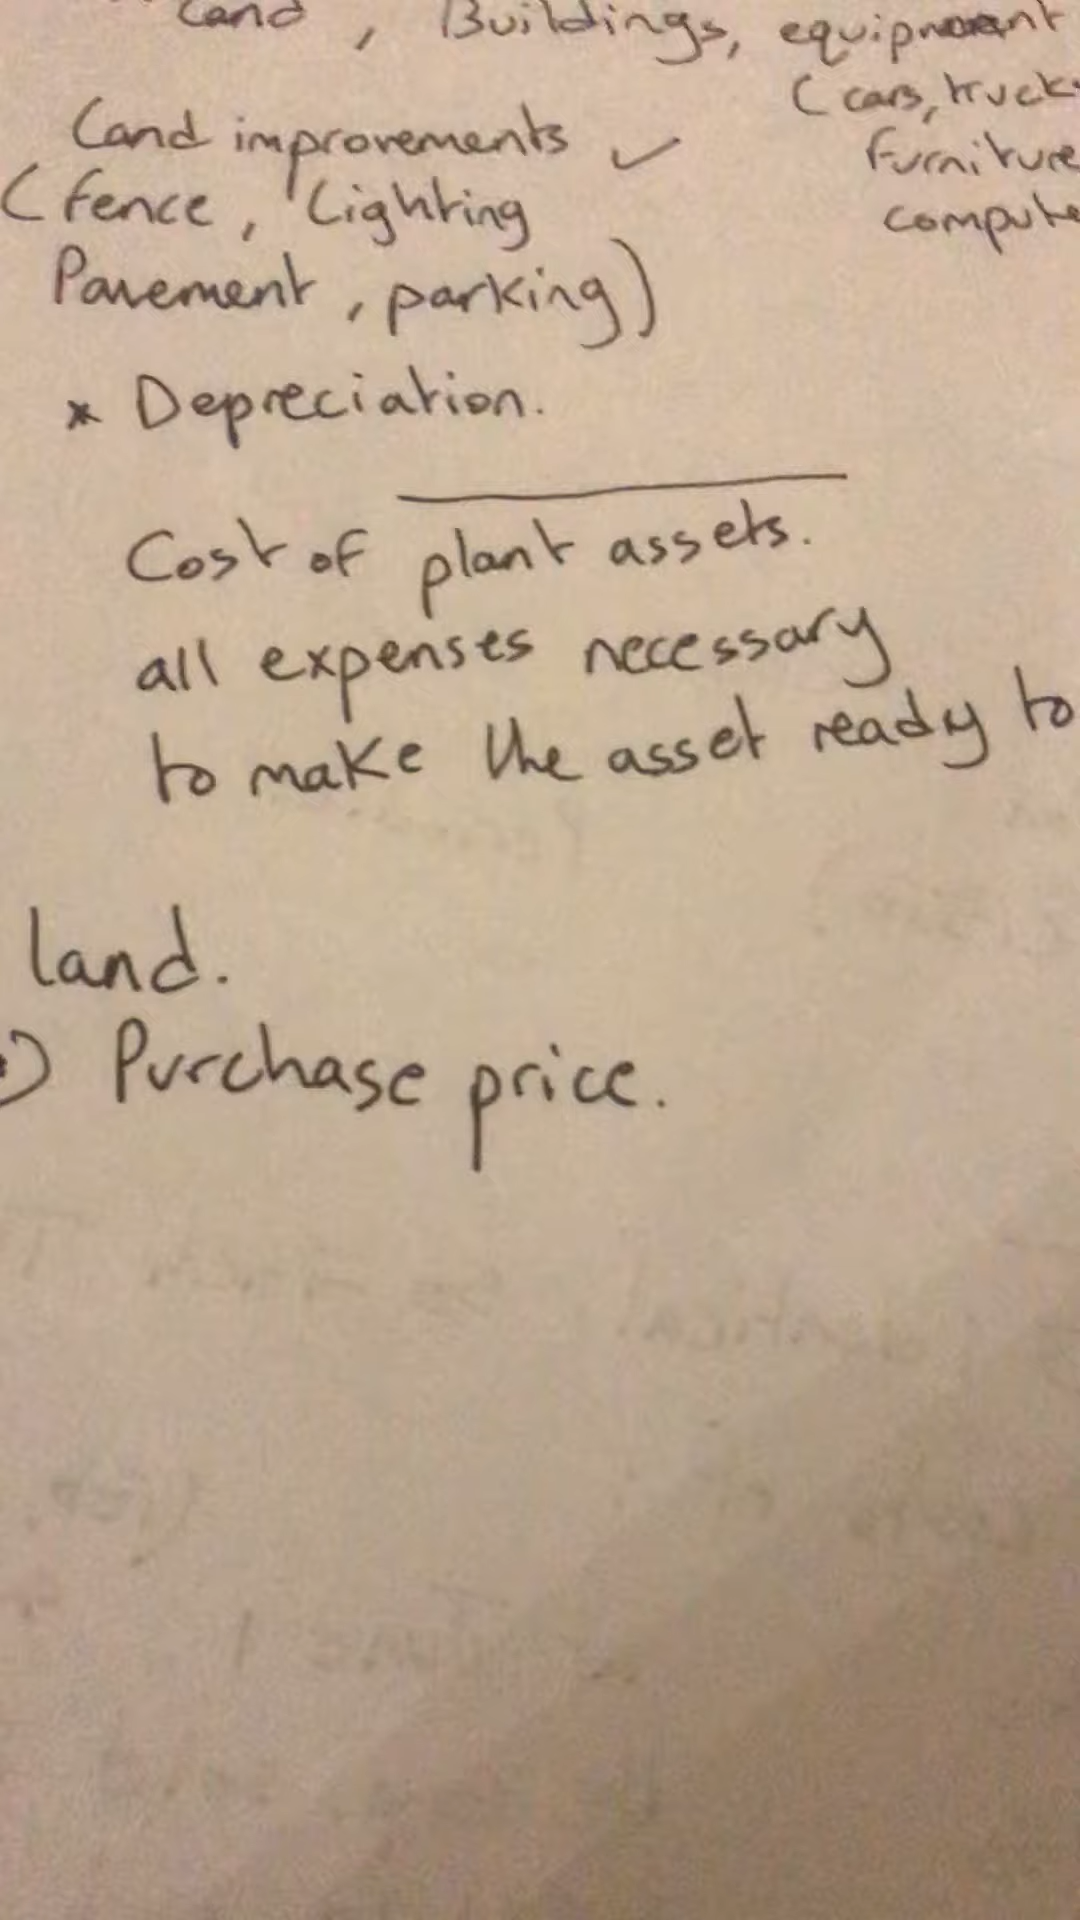 Land , Buildings, equipment
(cars, truck
Land improvements ✓
furniture
(fence, Lighting
compute
Pavement, parking)
* Depreciation.
Cost of plant assets.
all expenses necessary
to make the asset ready to
land.
) Purchase price.